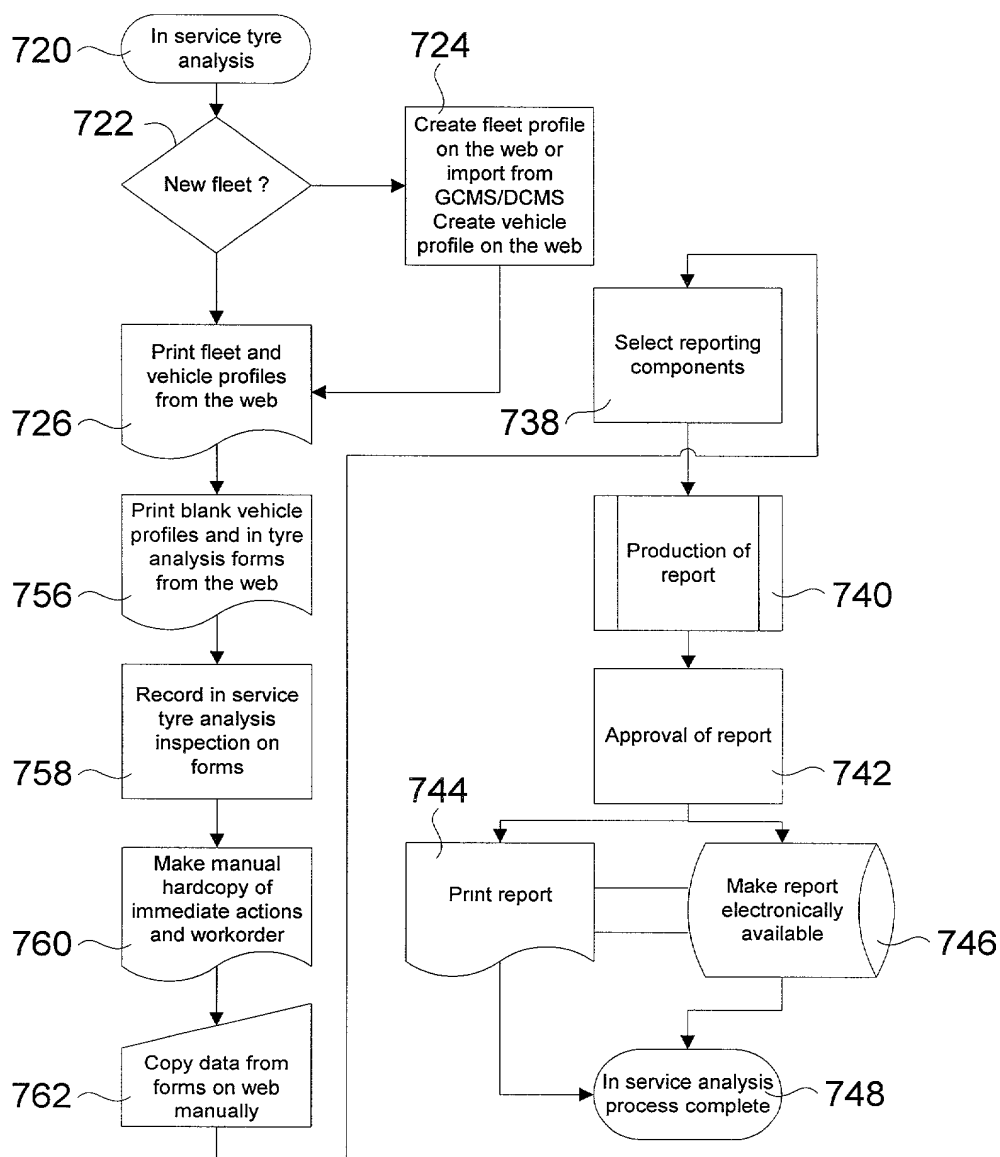 720
In service tyre
analysis
722
New fleet ?
724
Create fleet profile
on the web or
import from
GCMS/DCMS
Create vehicle
profile on the web
Print fleet and
vehicle profiles
from the web
726
Print blank vehicle
profiles and in tyre
analysis forms
from the web
756
Record in service
tyre analysis
inspection on
forms
758
Make manual
hardcopy of
immediate actions
and workorder
760
Copy data from
forms on web
manually
762
Select reporting
components
738
Production of
report
740
Approval of report
742
744
Print report
Make report
electronically
available
746
In service analysis
process complete
748